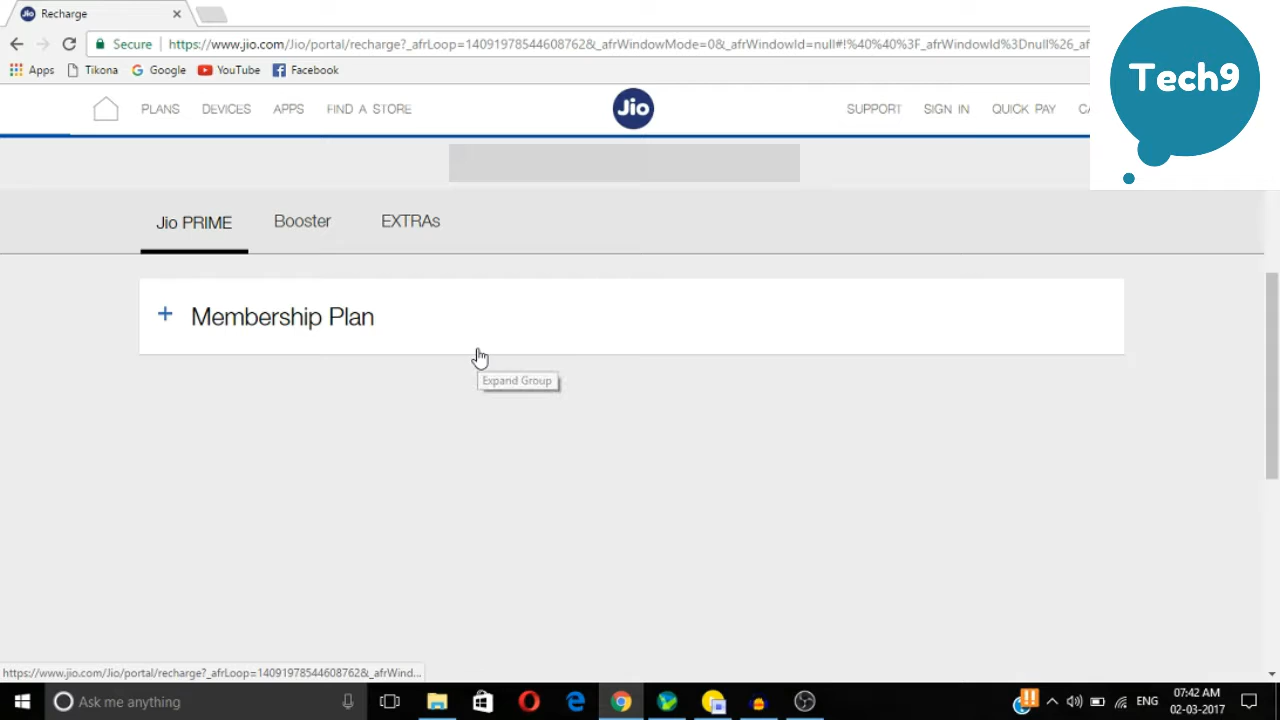 Recharge
Secure
https://www.jio.com/Jio/portal/recharge?_afrLoop=14091978544608762&_afrWindowMode=0&_afrWindowId=null#!%40%40%3F_afrWindowId%3Dnull%26_af
Apps Tikona Google YouTube Facebook
Tech9
PLANS DEVICES APPS FIND A STORE Jio SUPPORT SIGN IN QUICK PAY CA
Jio PRIME Booster EXTRAs
+ Membership Plan
Expand Group
https://www.jio.com/Jio/portal/recharge?_afrLoop=14091978544608762&_afrWind...
Ask me anything
ENG
07:42 AM
02-03-2017